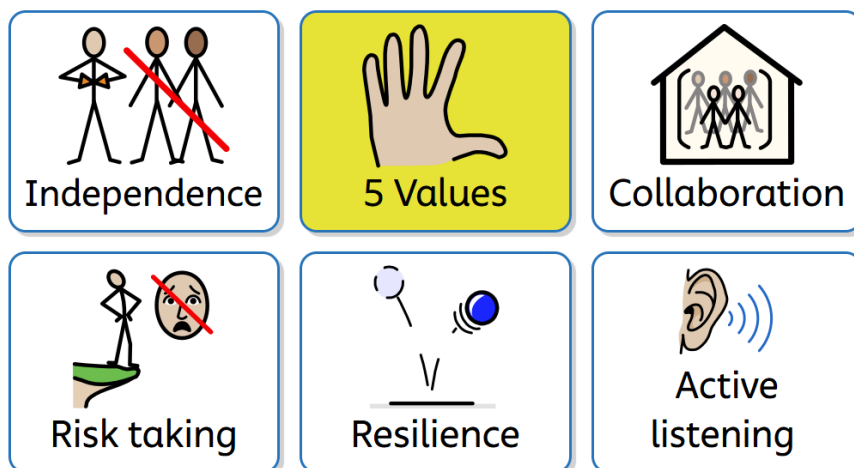 Independence
5 Values
Collaboration
Risk taking
Resilience
Active
listening